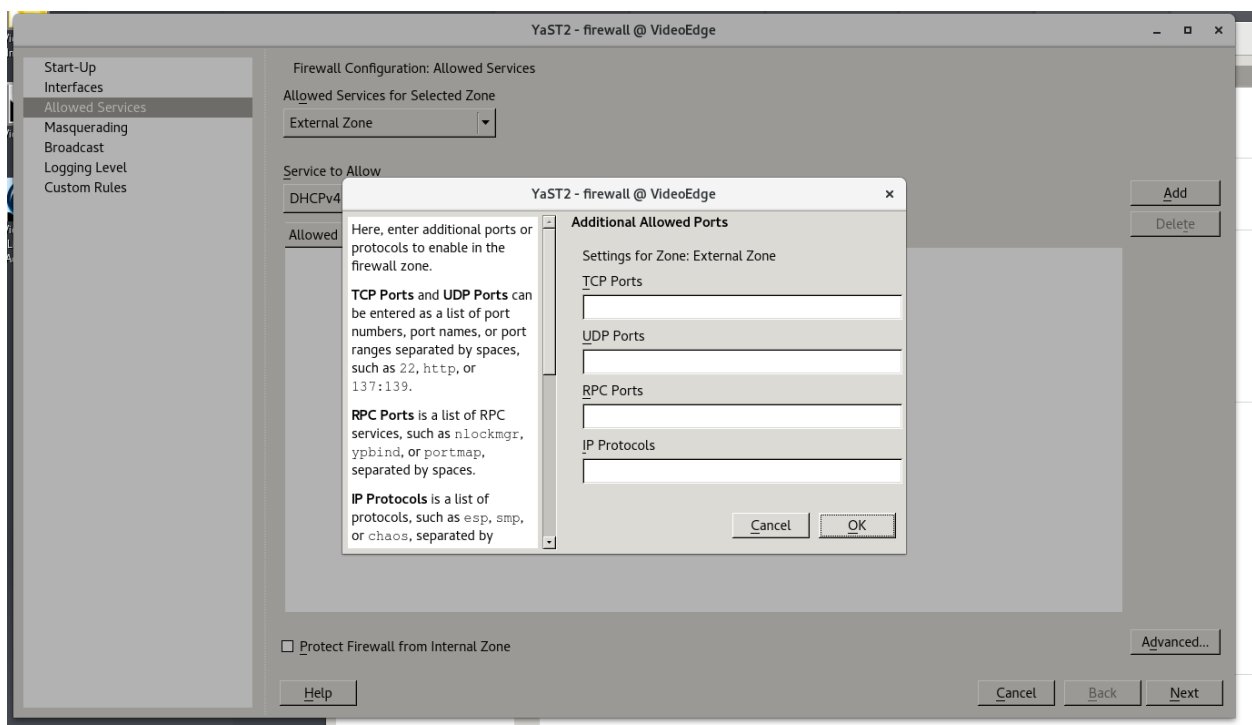 YaST2 - firewall @ VideoEdge
Start-Up
Interfaces
Allowed Services
Masquerading
Broadcast
Logging Level
Custom Rules
Firewall Configuration: Allowed Services
Allowed Services for Selected Zone
External Zone
Service to Allow
DHCPv4
Add
Allowed
Delete
YaST2 - firewall @ VideoEdge
Here, enter additional ports or
protocols to enable in the
firewall zone.
TCP Ports and UDP Ports can
be entered as a list of port
numbers, port names, or port
ranges separated by spaces,
such as 22, http, or
137:139.
RPC Ports is a list of RPC
services, such as nlockmgr,
ypbind, or portmap,
separated by spaces.
IP Protocols is a list of
protocols, such as esp, smp,
or chaos, separated by
Additional Allowed Ports
Settings for Zone: External Zone
TCP Ports
UDP Ports
RPC Ports
IP Protocols
Cancel
OK
Protect Firewall from Internal Zone
Advanced...
Help
Cancel
Back
Next